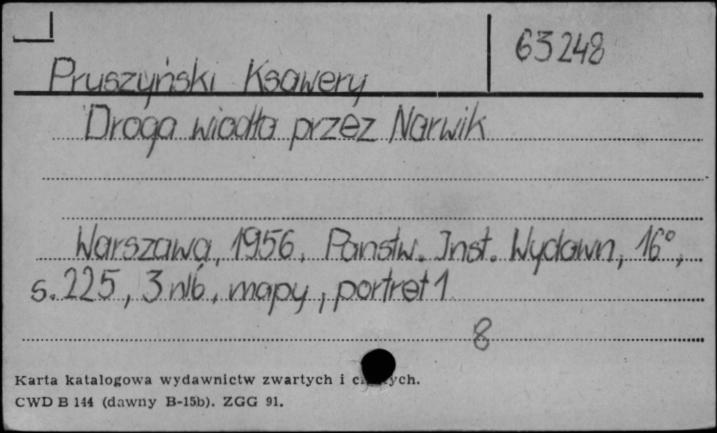 63248
Pruszyński Ksawery
Droga wiodła przez Narwik
Warszawa, 1956, Państw. Inst. Wydawn, 16°,
s. 225, 3 nlb, mapy, portret 1
8
Karta katalogowa wydawnictw zwartych i
CWD B 144 (dawny B-15b). ZGG 91.